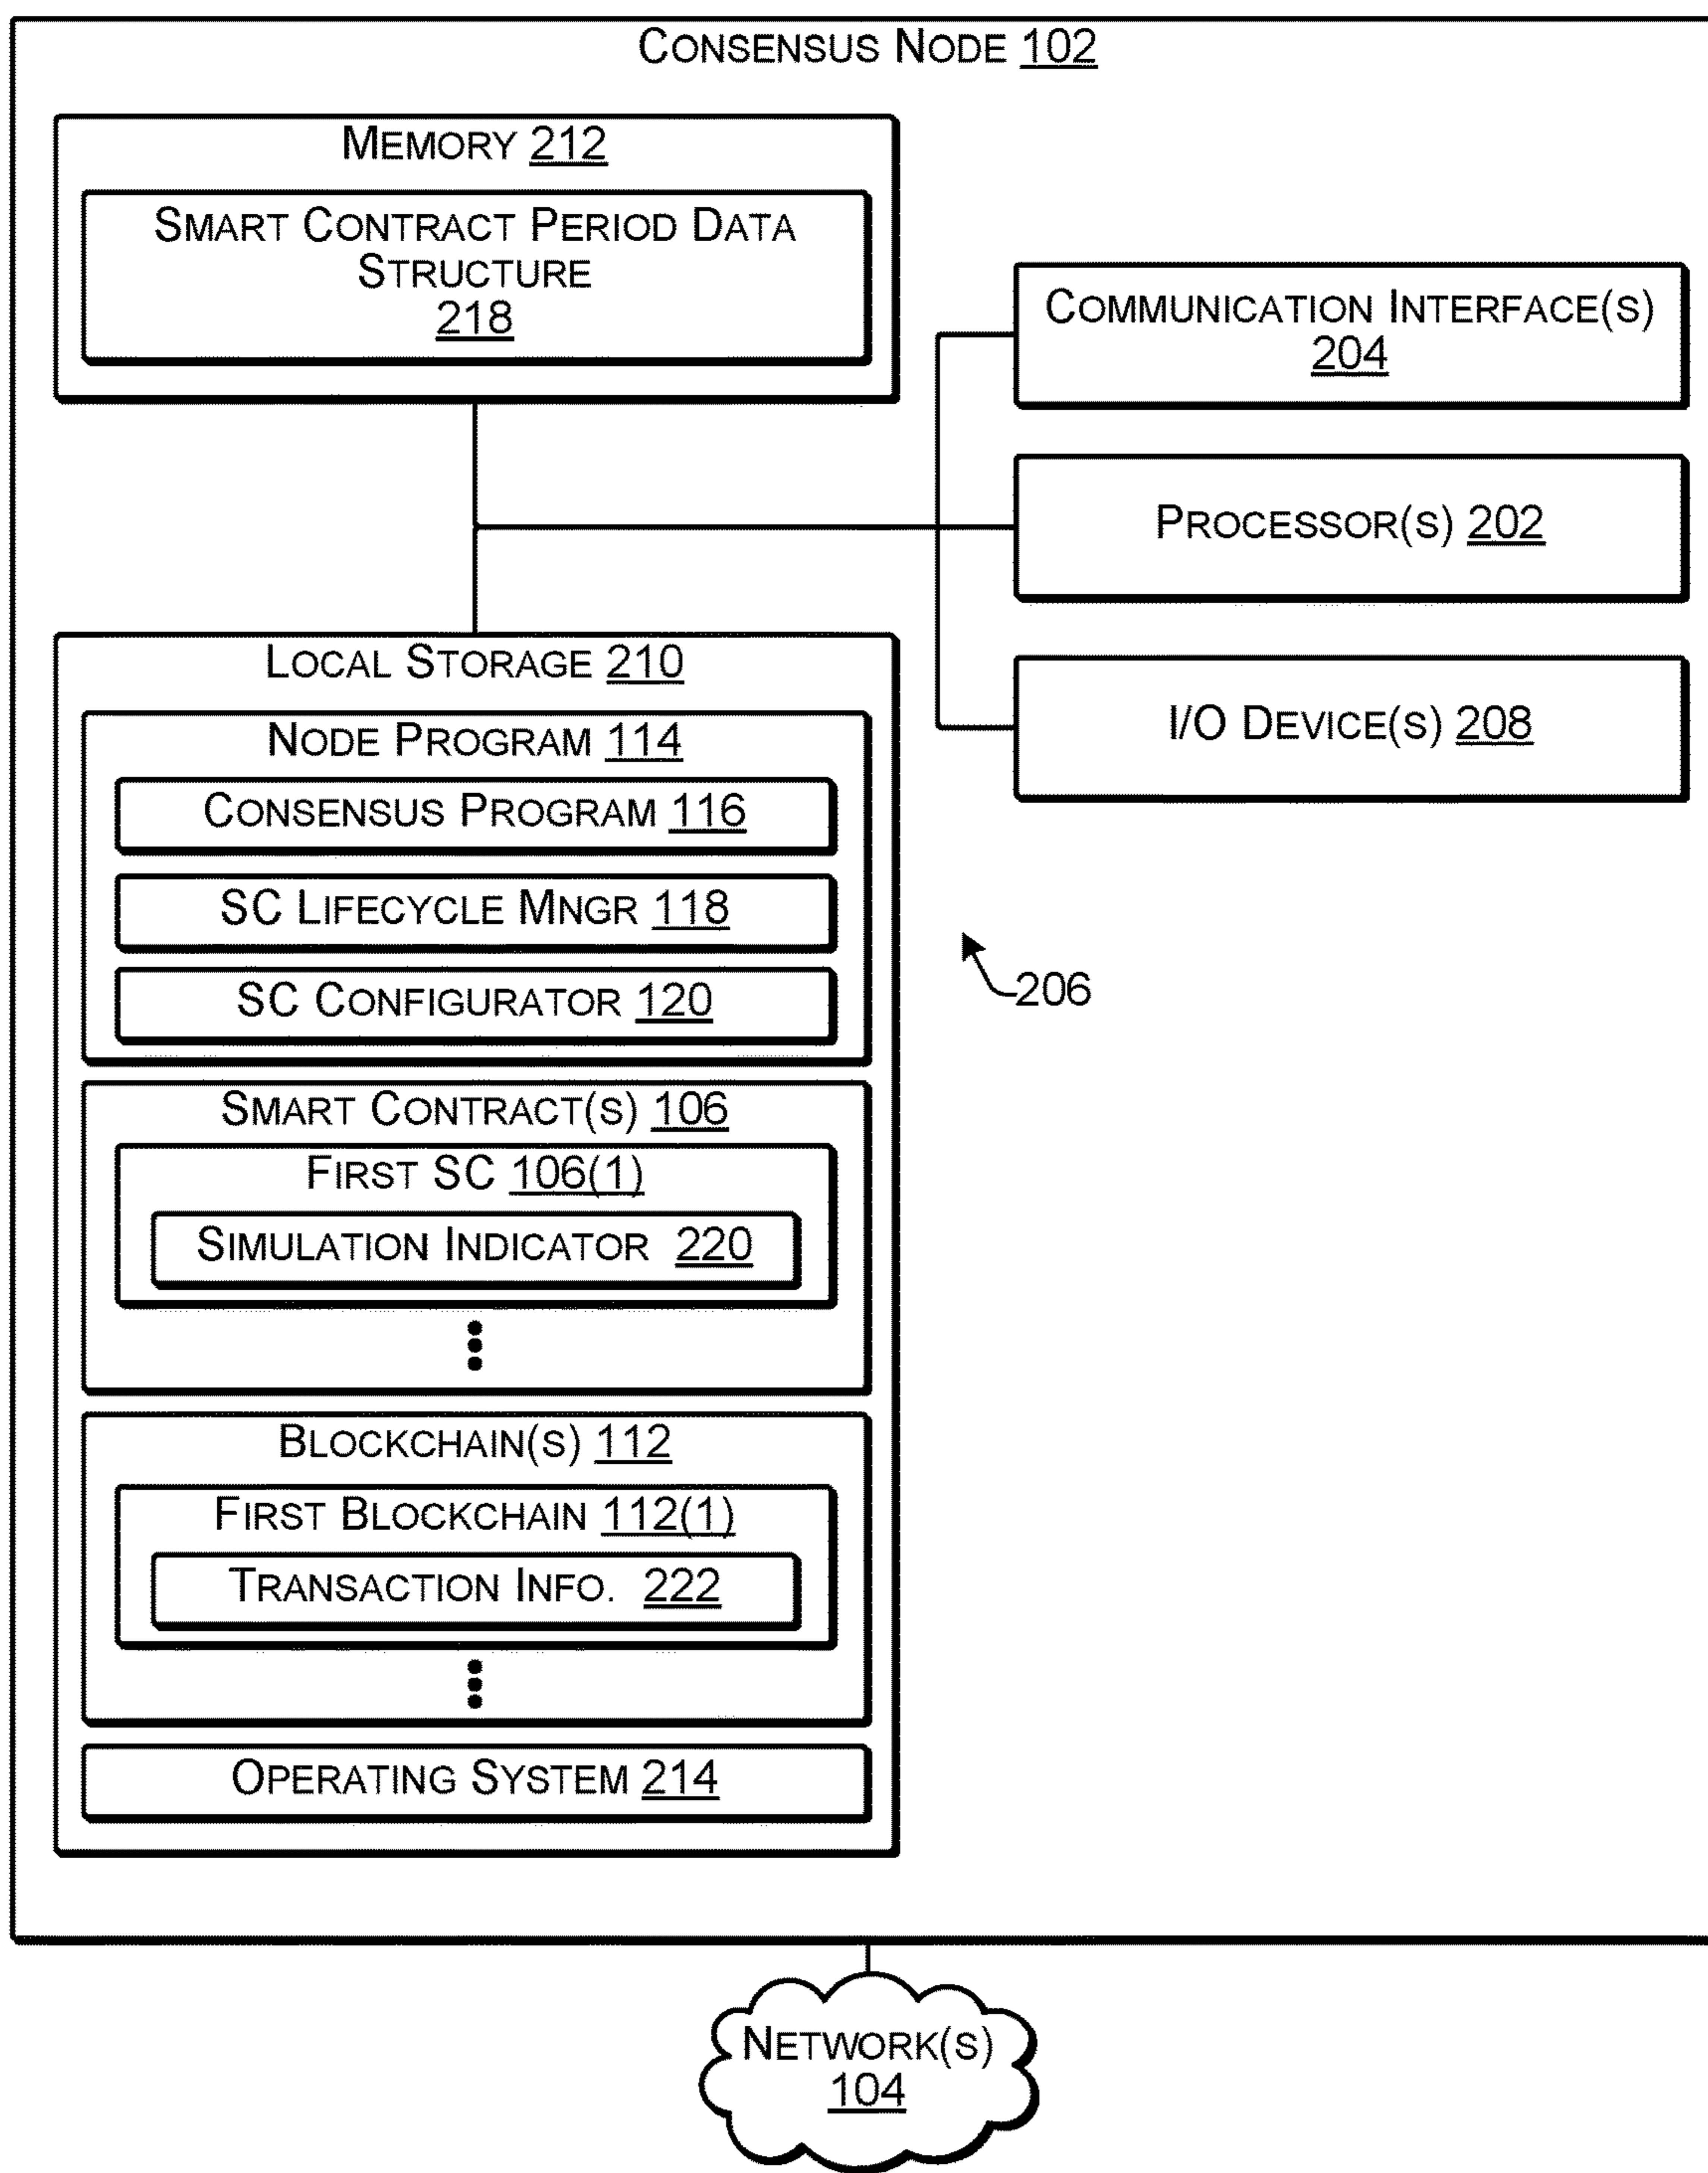 CONSENSUS NODE 102
MEMORY 212
SMART CONTRACT PERIOD DATA
STRUCTURE
218
COMMUNICATION INTERFACE(S)
204
PROCESSOR(S) 202
I/O DEVICE(S) 208
LOCAL STORAGE 210
NODE PROGRAM 114
CONSENSUS PROGRAM 116
SC LIFECYCLE MNGR 118
SC CONFIGURATOR 120
206
SMART CONTRACT(S) 106
FIRST SC 106(1)
SIMULATION INDICATOR 220
BLOCKCHAIN(S) 112
FIRST BLOCKCHAIN 112(1)
TRANSACTION INFO. 222
OPERATING SYSTEM 214
NETWORK(S)
104